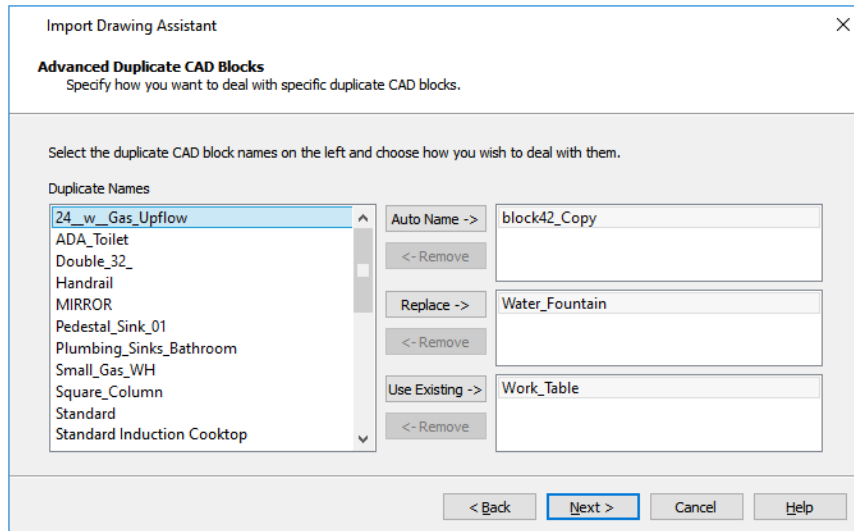 Import Drawing Assistant
Advanced Duplicate CAD Blocks
Specify how you want to deal with specific duplicate CAD blocks.
Select the duplicate CAD block names on the left and choose how you wish to deal with them.
Duplicate Names
24__w__Gas_Upflow
ADA_Toilet
Double_32_
Handrail
MIRROR
Pedestal_Sink_01
Plumbing_Sinks_Bathroom
Small_Gas_WH
Square_Column
Standard
Standard Induction Cooktop
Auto Name ->
block42_Copy
<- Remove
Replace ->
Water_Fountain
<- Remove
Use Existing ->
Work_Table
<- Remove
< Back
Next >
Cancel
Help